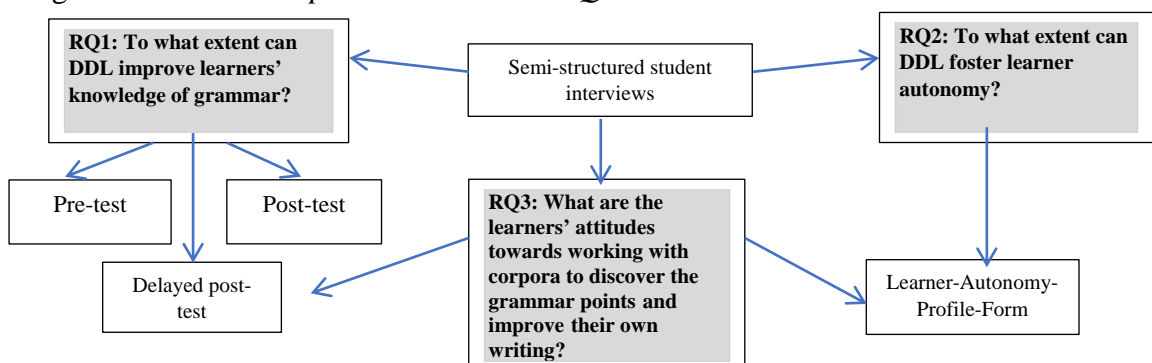 RQ1: To what extent can
DDL improve learners’
knowledge of grammar?
Semi-structured student
interviews
RQ2: To what extent can
DDL foster learner
autonomy?
Pre-test
Post-test
Delayed post-
test
RQ3: What are the
learners’ attitudes
towards working with
corpora to discover the
grammar points and
improve their own
writing?
Learner-Autonomy-
Profile-Form